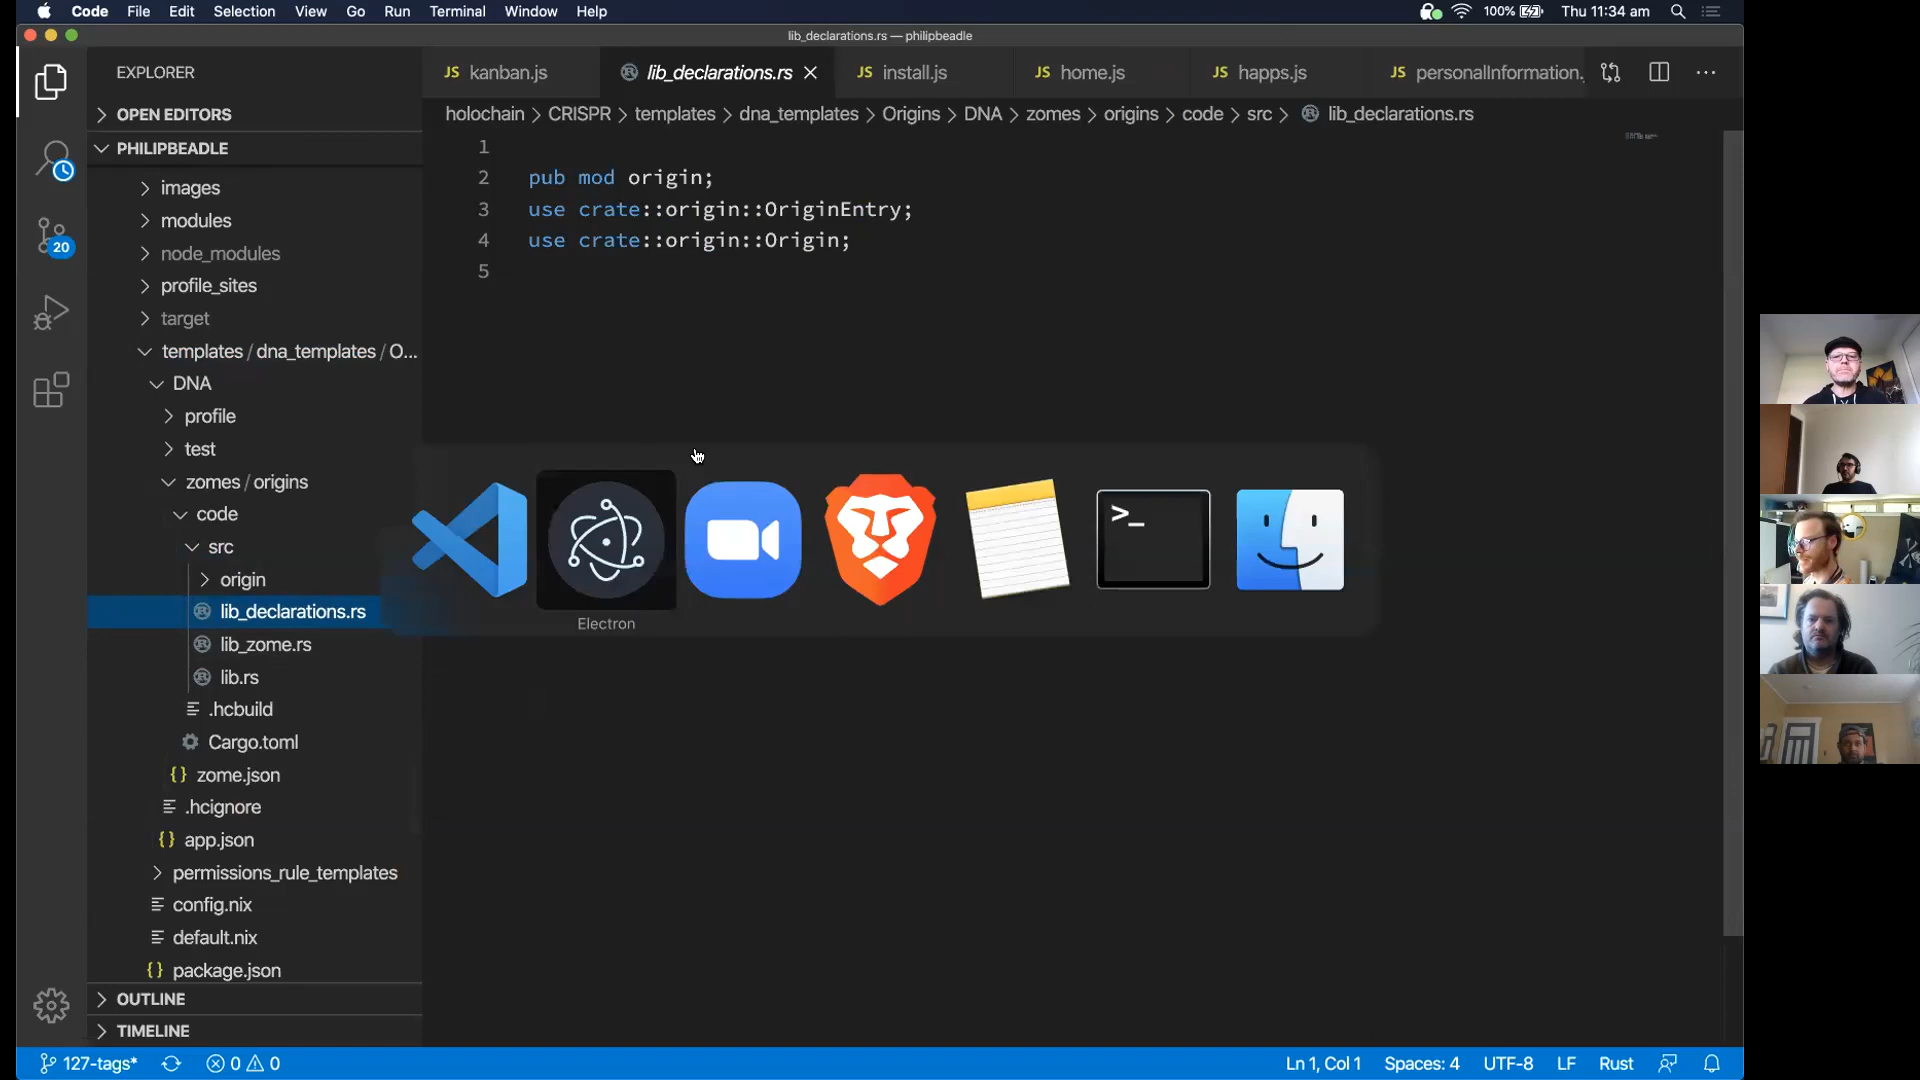 Code File Edit Selection View Go Run Terminal Window Help 100% Thu 11:34 am
lib_declarations.rs — philipbeadle
EXPLORER
OPEN EDITORS
PHILIPBEADLE
images
modules
node_modules
profile_sites
target
templates / dna_templates / O...
DNA
profile
test
zomes / origins
code
src
origin
lib_declarations.rs
lib_zome.rs
lib.rs
.hcbuild
Cargo.toml
{} zome.json
.hcignore
{} app.json
permissions_rule_templates
config.nix
default.nix
{} package.json
OUTLINE
TIMELINE
20
JS kanban.js
lib_declarations.rs
JS install.js
JS home.js
JS happs.js
JS personalInformation.
holochain > CRISPR > templates > dna_templates > Origins > DNA > zomes > origins > code > src > lib_declarations.rs
1
2 pub mod origin;
3 use crate::origin::OriginEntry;
4 use crate::origin::Origin;
5
>_
Electron
127-tags* 0 0 Ln 1, Col 1 Spaces: 4 UTF-8 LF Rust